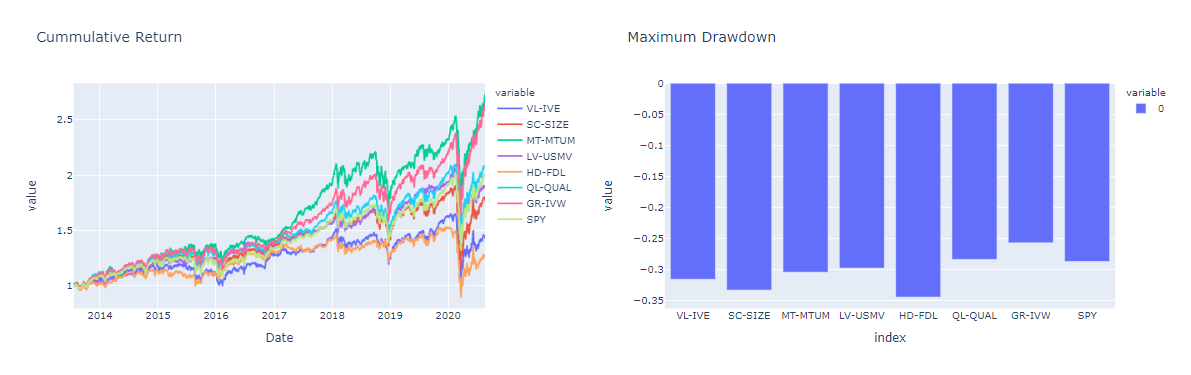 Cummulative Return
value
2.5
2
1.5
1
2014 2015 2016 2017 2018 2019 2020
Date
variable
VL-IVE
SC-SIZE
MT-MTUM
LV-USMV
HD-FDL
QL-QUAL
GR-IVW
SPY
Maximum Drawdown
value
0
−0.05
−0.1
−0.15
−0.2
−0.25
−0.3
−0.35
VL-IVE SC-SIZE MT-MTUM LV-USMV HD-FDL QL-QUAL GR-IVW SPY
index
variable
0